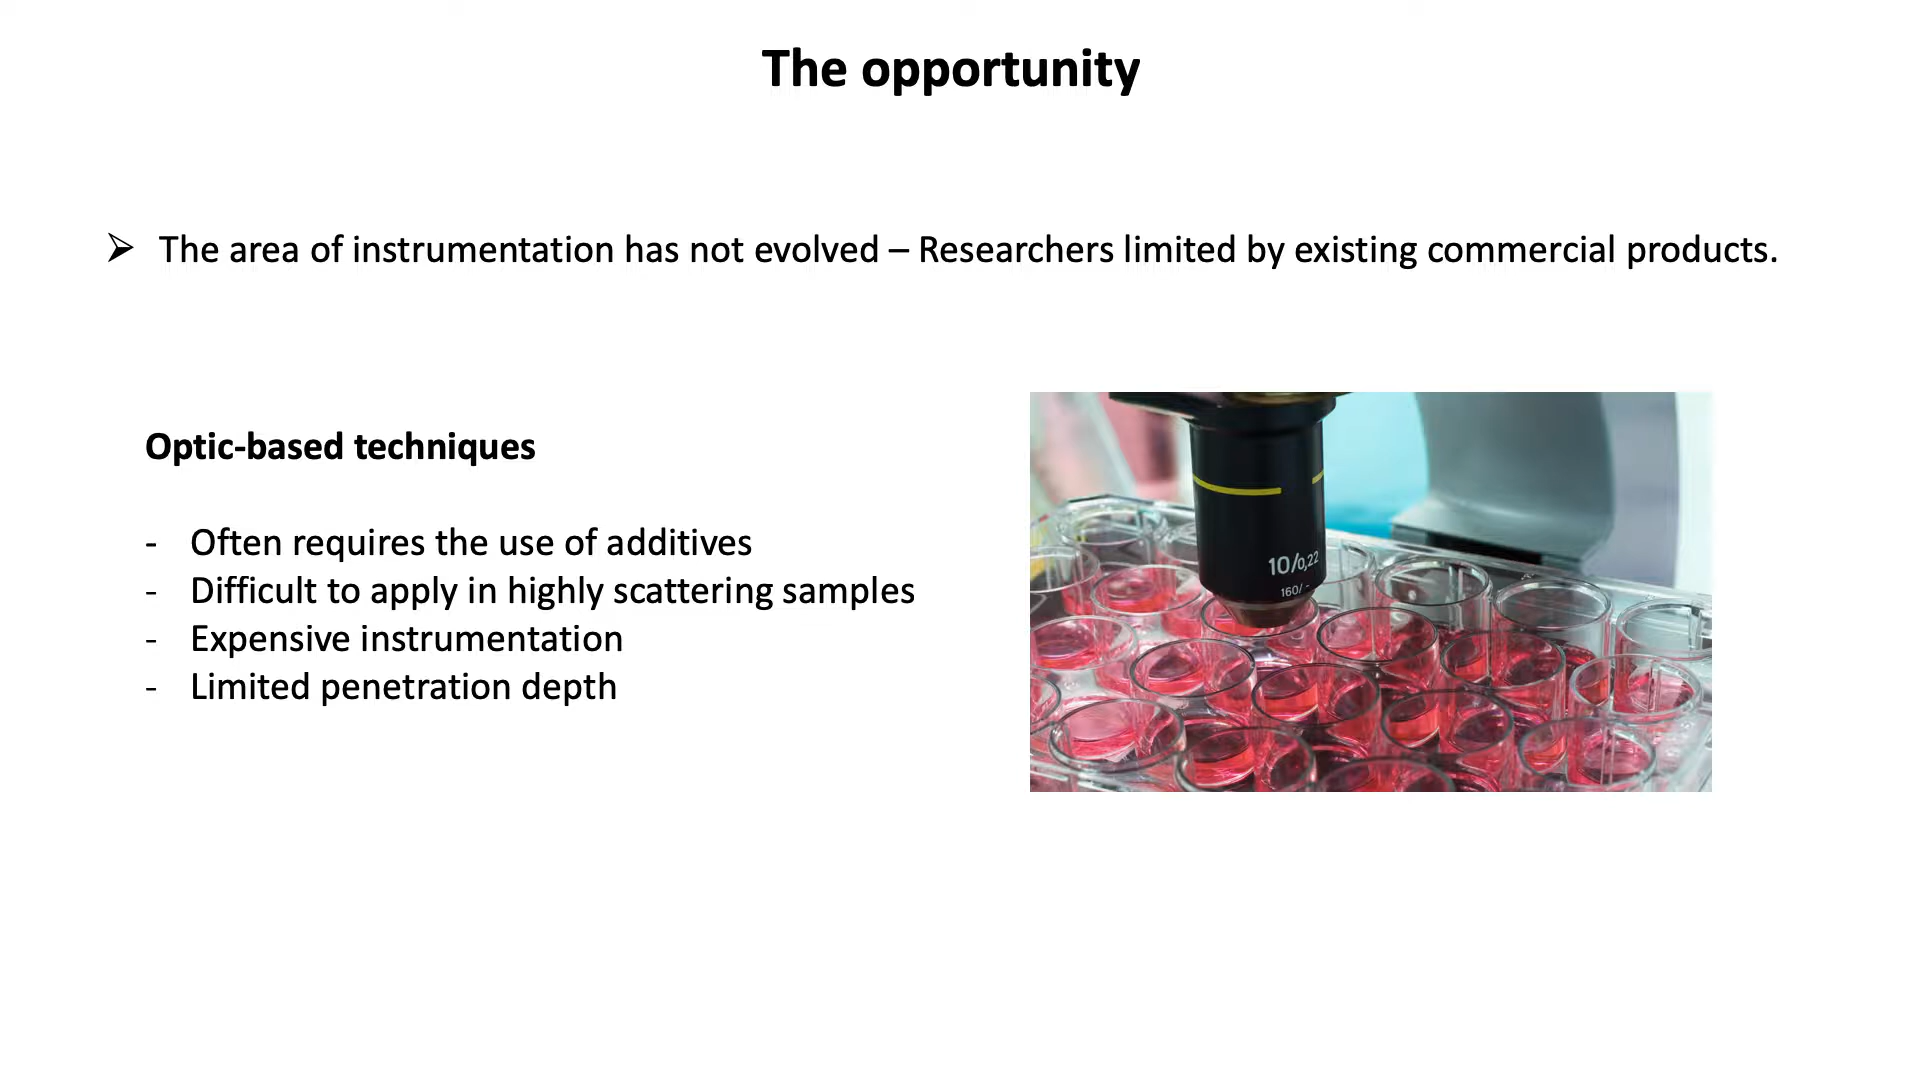 The opportunity
➢ The area of instrumentation has not evolved – Researchers limited by existing commercial products.
Optic-based techniques
- Often requires the use of additives
- Difficult to apply in highly scattering samples
- Expensive instrumentation
- Limited penetration depth
10/0,22
160/ -